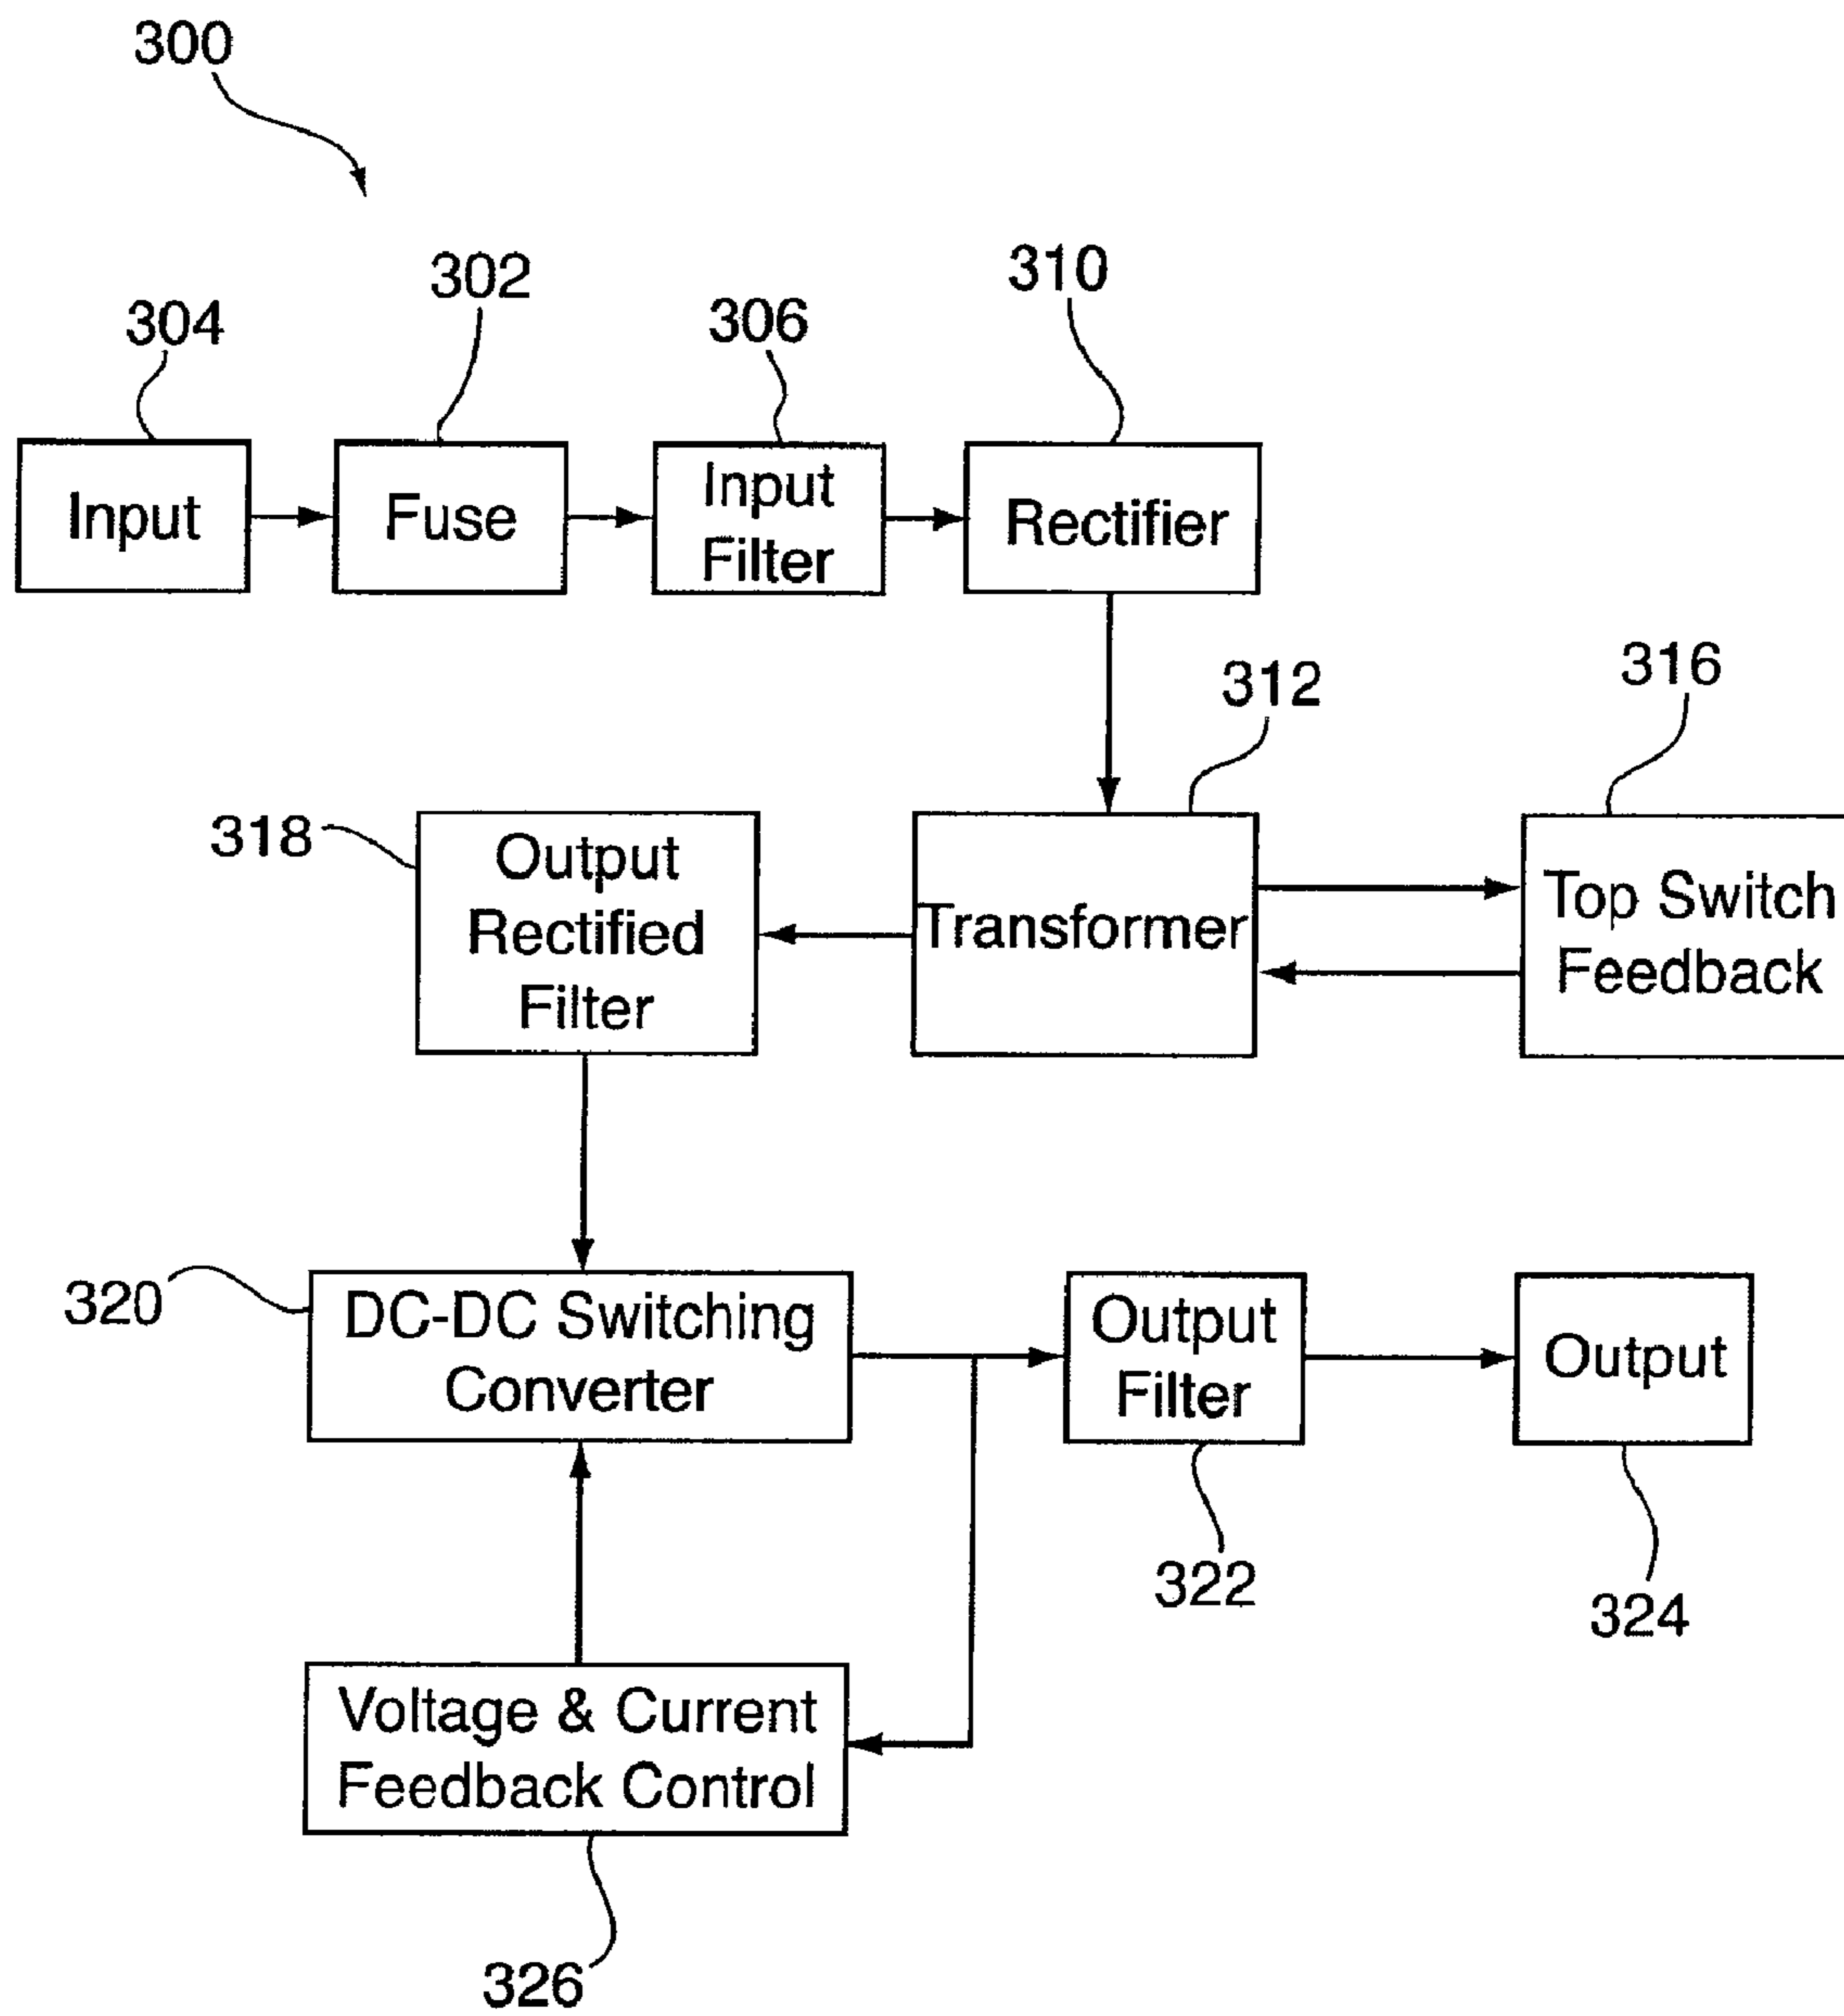 300
302
310
304
306
Input
Fuse
Input
Filter
Rectifier
312
316
318
Output
Rectified
Filter
Transformer
Top Switch
Feedback
320
DC-DC Switching
Converter
Output
Filter
Output
322
324
Voltage & Current
Feedback Control
326